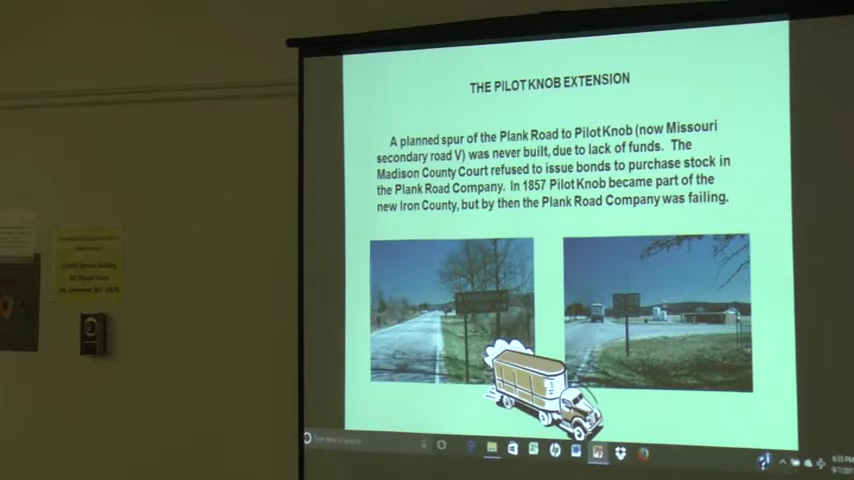 THE PILOT KNOB EXTENSION
A planned spur of the Plank Road to Pilot Knob (now Missouri
secondary road V) was never built, due to lack of funds. The
Madison County Court refused to issue bonds to purchase stock in
the Plank Road Company. In 1857 Pilot Knob became part of the
new Iron County, but by then the Plank Road Company was failing.